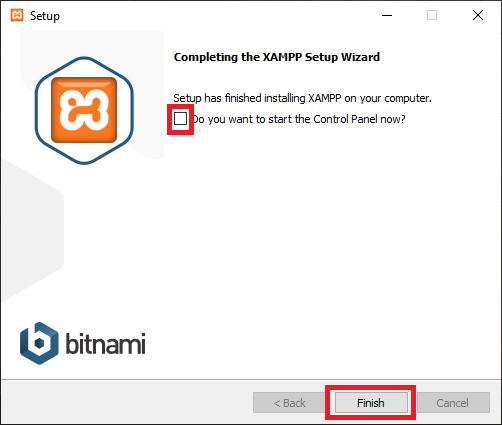 Setup
Completing the XAMPP Setup Wizard
Setup has finished installing XAMPP on your computer.
Do you want to start the Control Panel now?
bitnami
< Back
Finish
Cancel